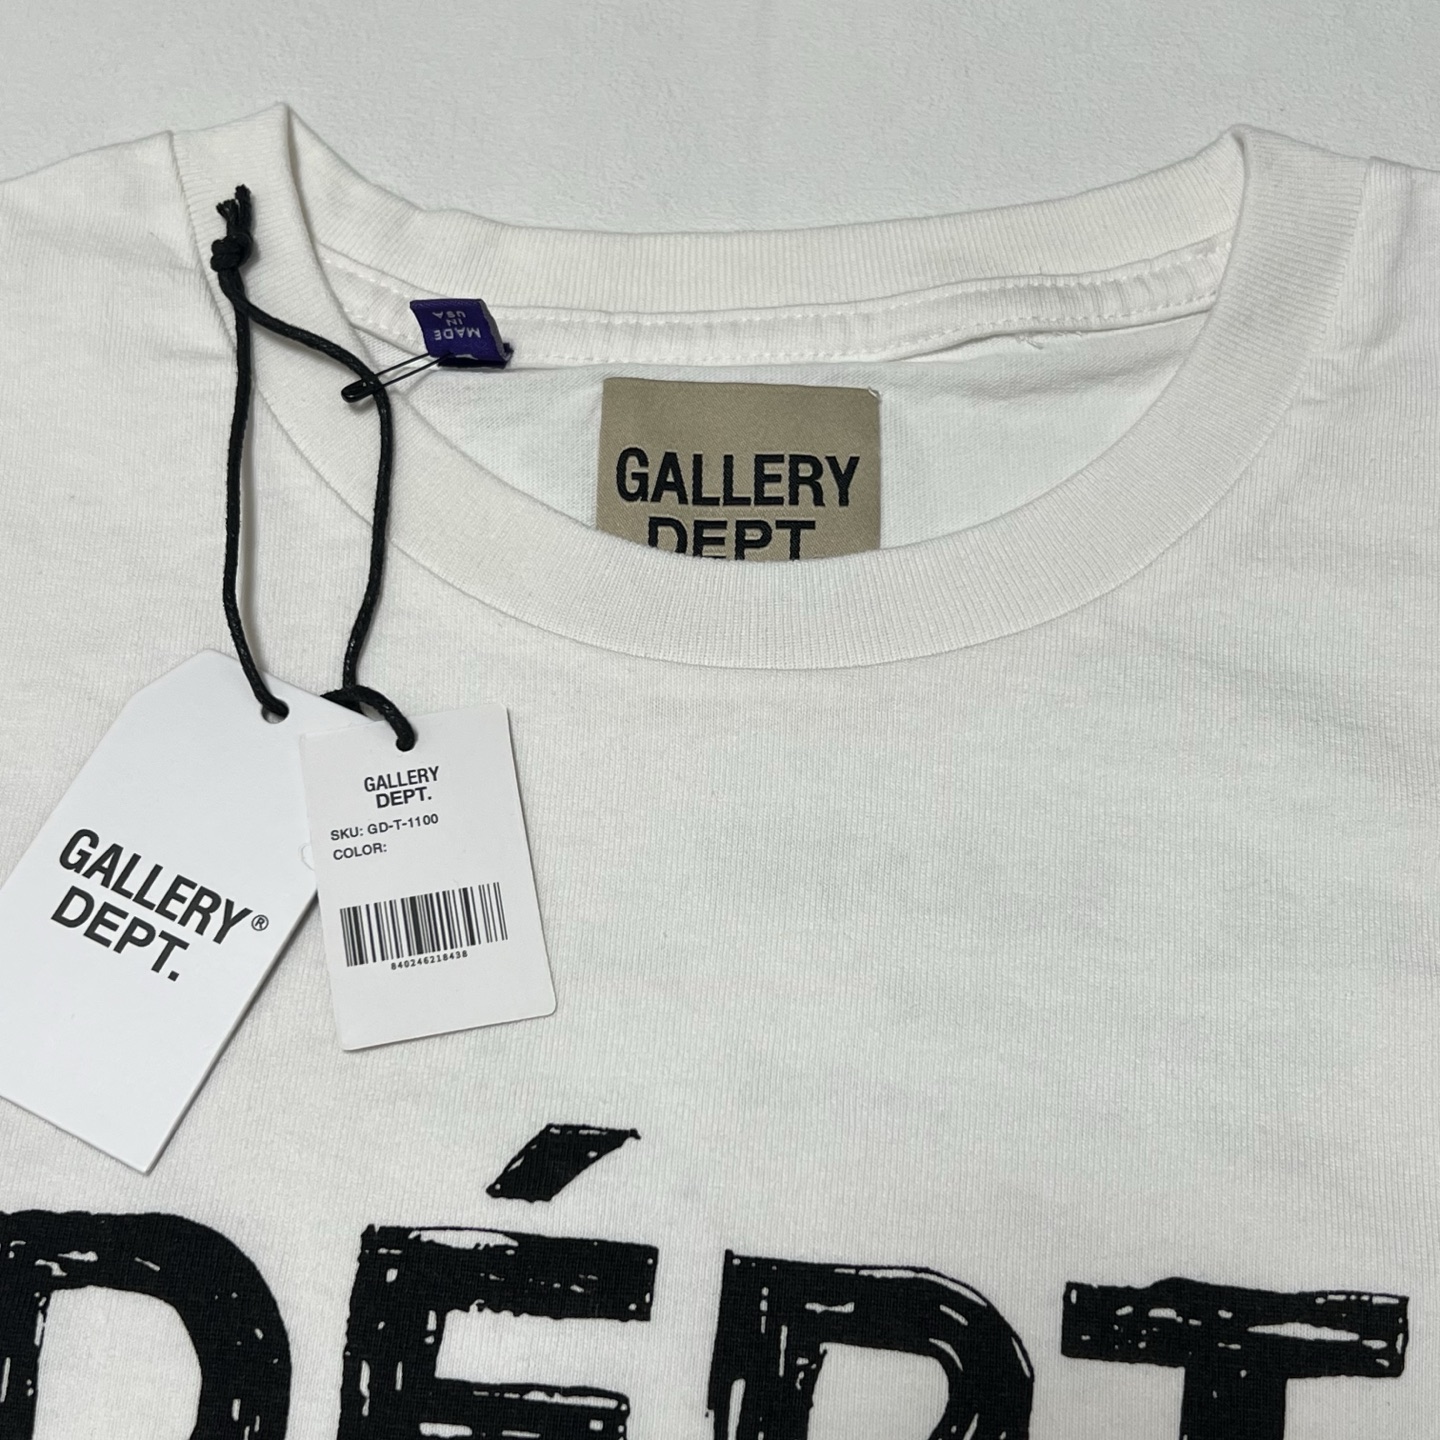 MADE
IN
USA
GALLERY
DEPT
GALLERY
DEPT.
SKU: GD-T-1100
COLOR:
840246218438
GALLERY®
DEPT.
DÉPT